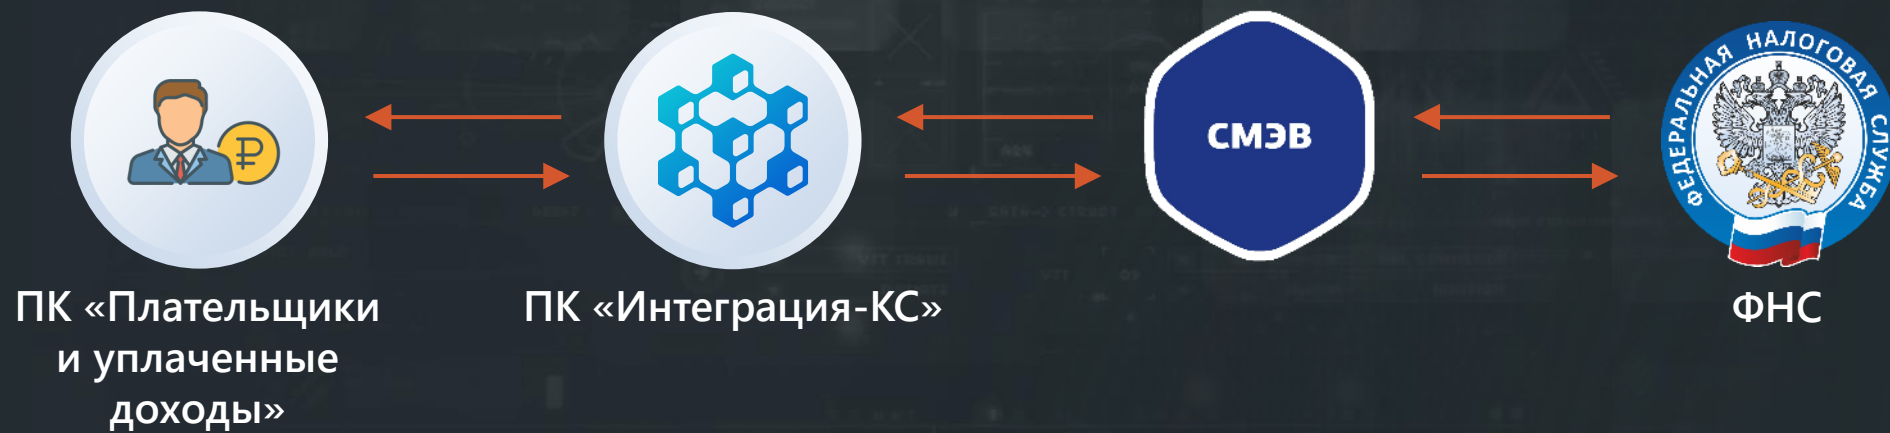 СМЭВ
ФЕДЕРАЛЬНАЯ НАЛОГОВАЯ СЛУЖБА
ПК «Плательщики
и уплаченные
доходы»
ПК «Интеграция-КС»
ФНС